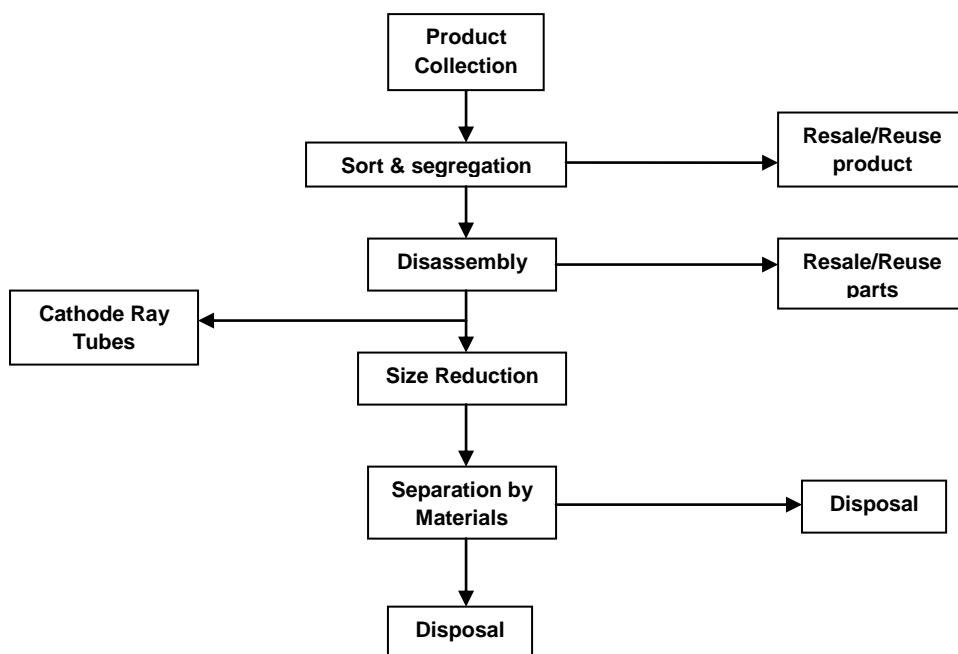 Product
Collection
Sort & segregation
Resale/Reuse
product
Disassembly
Resale/Reuse
parts
Cathode Ray
Tubes
Size Reduction
Separation by
Materials
Disposal
Disposal